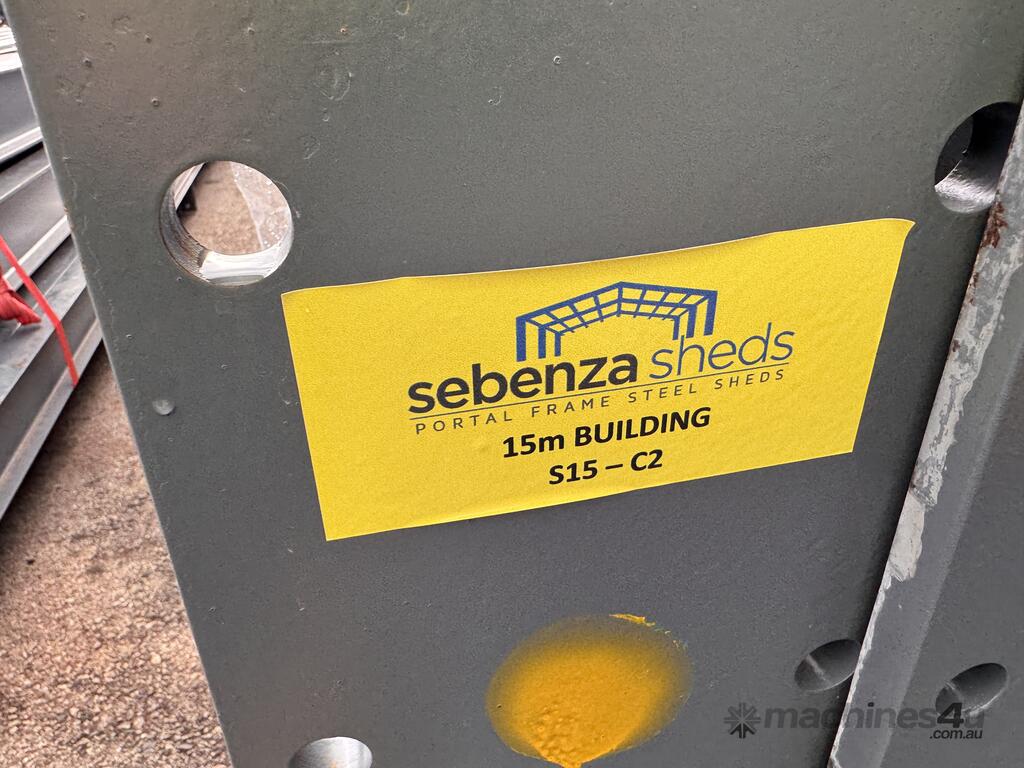 sebenza sheds
PORTAL FRAME STEEL SHEDS
15m BUILDING
S15 – C2
machines4u
.com.au